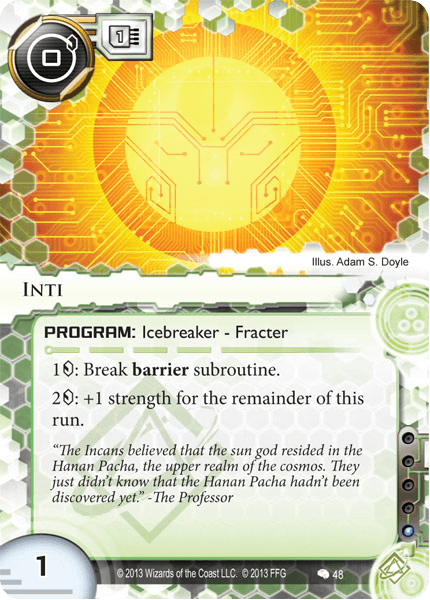 0
1
Illus. Adam S. Doyle
Inti
PROGRAM: Icebreaker - Fracter
1: Break barrier subroutine.
2: +1 strength for the remainder of this
run.
“The Incans believed that the sun god resided in the
Hanan Pacha, the upper realm of the cosmos. They
just didn’t know that the Hanan Pacha hadn’t been
discovered yet.” -The Professor
1
© 2013 Wizards of the Coast LLC. © 2013 FFG
48